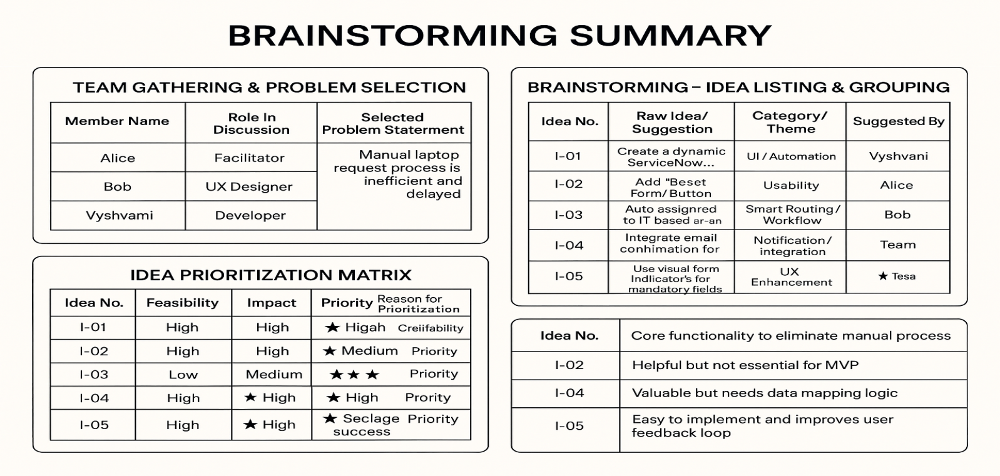 BRAINSTORMING SUMMARY
TEAM GATHERING & PROBLEM SELECTION
Member Name
Role In
Discussion
Selected
Problem Staterment
Alice
Facilitator
Manual laptop
request process is
inefficient and
delayed
Bob
UX Designer
Vyshvami
Developer
IDEA PRIORITIZATION MATRIX
Idea No.
Feasibility
Impact
Priority
Reason for
Prioritization
I-01
High
High
★ Higah
Creiifability
I-02
High
High
★ Medium
Priority
I-03
Low
Medium
★ ★ ★
Priority
I-04
High
★ High
★ High
Prority
I-05
High
★ High
★ Seclage
success
Priority
BRAINSTORMING – IDEA LISTING & GROUPING
Idea No.
Raw Idea/
Suggestion
Category/
Theme
Suggested By
I-01
Create a dynamic
ServiceNow...
UI / Automation
Vyshvani
I-02
Add "Beset
Form/ Button
Usability
Alice
I-03
Auto assignred
to IT based ar-an
Smart Routing /
Workflow
Bob
I-04
Integrate email
conhimation for
Notification /
integration
Team
I-05
Use visual form
Indlicator's for
mandatory fields
UX
Enhancement
★ Tesa
Idea No.
Core functionality to eliminate manual process
I-02
Helpful but not essential for MVP
I-04
Valuable but needs data mapping logic
I-05
Easy to implement and improves user
feedback loop